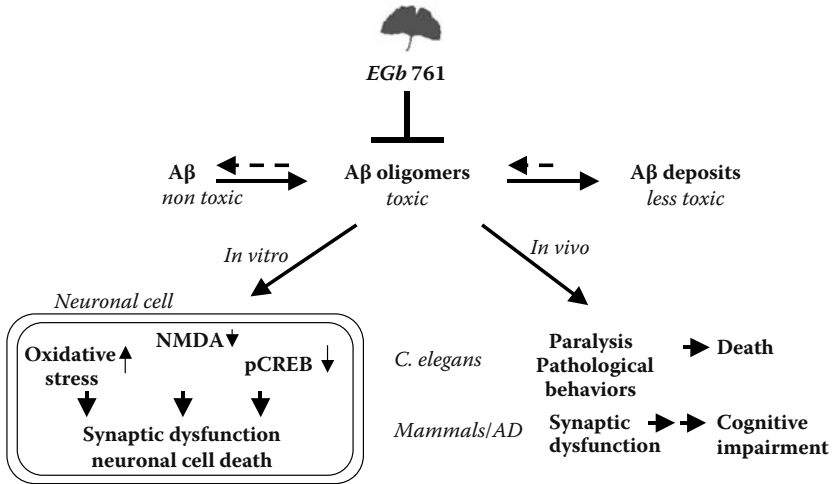 EGb 761
Aβ
non toxic
Aβ oligomers
toxic
Aβ deposits
less toxic
In vitro
In vivo
Neuronal cell
Oxidative
stress
NMDA
pCREB
Synaptic dysfunction
neuronal cell death
C. elegans
Paralysis
Pathological
behaviors
Death
Mammals/AD
Synaptic
dysfunction
Cognitive
impairment